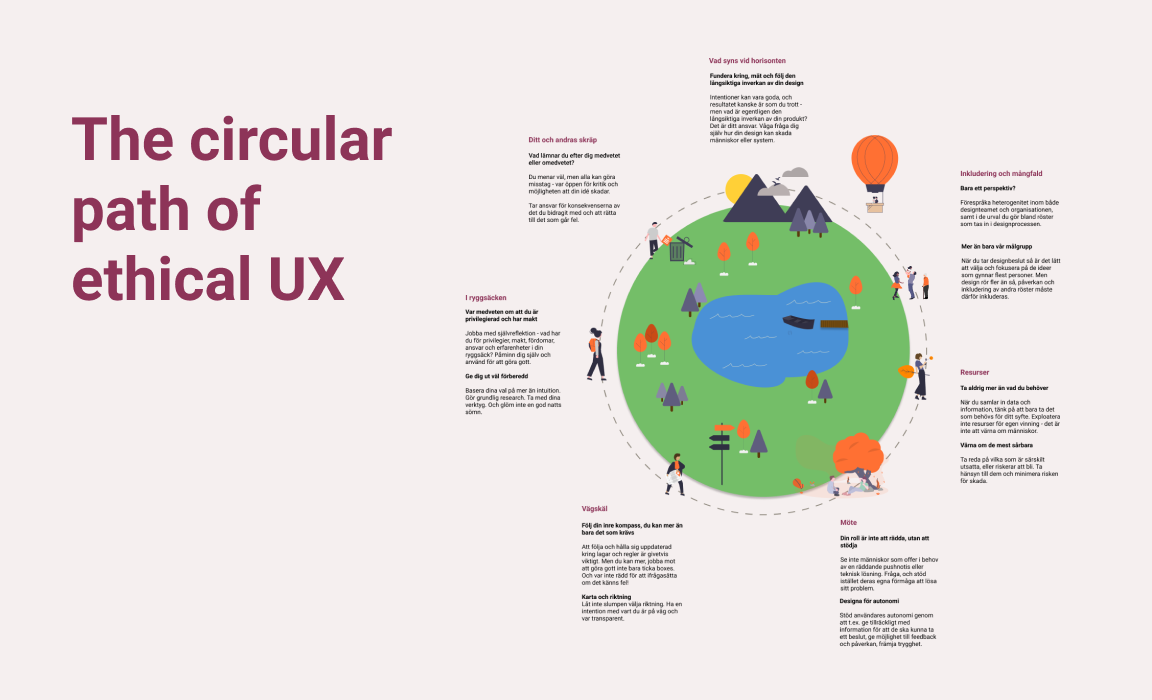 The circular
path of
ethical UX
Vad syns vid horisonten
Fundera kring, mät och följ den
långsiktiga inverkan av din design
Intentioner kan vara goda, och
resultatet kanske är som du trott -
men vad är egentligen den
långsiktiga inverkan av din produkt?
Det är ditt ansvar. Våga fråga dig
själv hur din design kan skada
människor eller system.
Ditt och andras skräp
Vad lämnar du efter dig medvetet
eller omedvetet?
Du menar väl, men alla kan göra
misstag - var öppen för kritik och
möjligheten att din idé skadar.
Tar ansvar för konsekvenserna av
det du bidragit med och att rätta
till det som går fel.
Inkludering och mångfald
Bara ett perspektiv?
Förespråka heterogenitet inom både
designteamet och organisationen,
samt i de urval du gör bland röster
som tas in i designprocessen.
Mer än bara vår målgrupp
När du tar designbeslut så är det lätt
att välja och fokusera på de ideer
som gynnar flest personer. Men
design rör fler än så, påverkan och
inkludering av andra röster måste
därför inkluderas.
I ryggsäcken
Var medveten om att du är
privilegierad och har makt
Jobba med självreflektion - vad har
du för privilegier, makt, fördomar,
ansvar och erfarenheter i din
ryggsäck? Påminn dig själv och
använd för att göra gott.
Ge dig ut väl förberedd
Basera dina val på mer än intuition.
Gör grundlig research. Ta med dina
verktyg. Och glöm inte en god natts
sömn.
Resurser
Ta aldrig mer än vad du behöver
När du samlar in data och
information, tänk på att bara ta det
som behövs för ditt syfte. Exploatera
inte resurser för egen vinning - det är
inte att värna om människor.
Värna om de mest sårbara
Ta reda på vilka som är särskilt
utsatta, eller riskerar att bli. Ta
hänsyn till dem och minimera risken
för skada.
Vägskäl
Följ din inre kompass, du kan mer än
bara det som krävs
Att följa och hålla sig uppdaterad
kring lagar och regler är givetvis
viktigt. Men du kan mer, jobba mot
att göra gott inte bara ticka boxes.
Och var inte rädd för att ifrågasätta
om det känns fel!
Karta och riktning
Låt inte slumpen välja riktning. Ha en
intention med vart du är på väg och
var transparent.
Möte
Din roll är inte att rädda, utan att
stödja
Se inte människor som offer i behov
av en räddande pushnotis eller
teknisk lösning. Fråga, och stöd
istället deras egna förmåga att lösa
sitt problem.
Designa för autonomi
Stöd användares autonomi genom
att t.ex. ge tillräckligt med
information för att de ska kunna ta
ett beslut, ge möjlighet till feedback
och påverkan, främja trygghet.